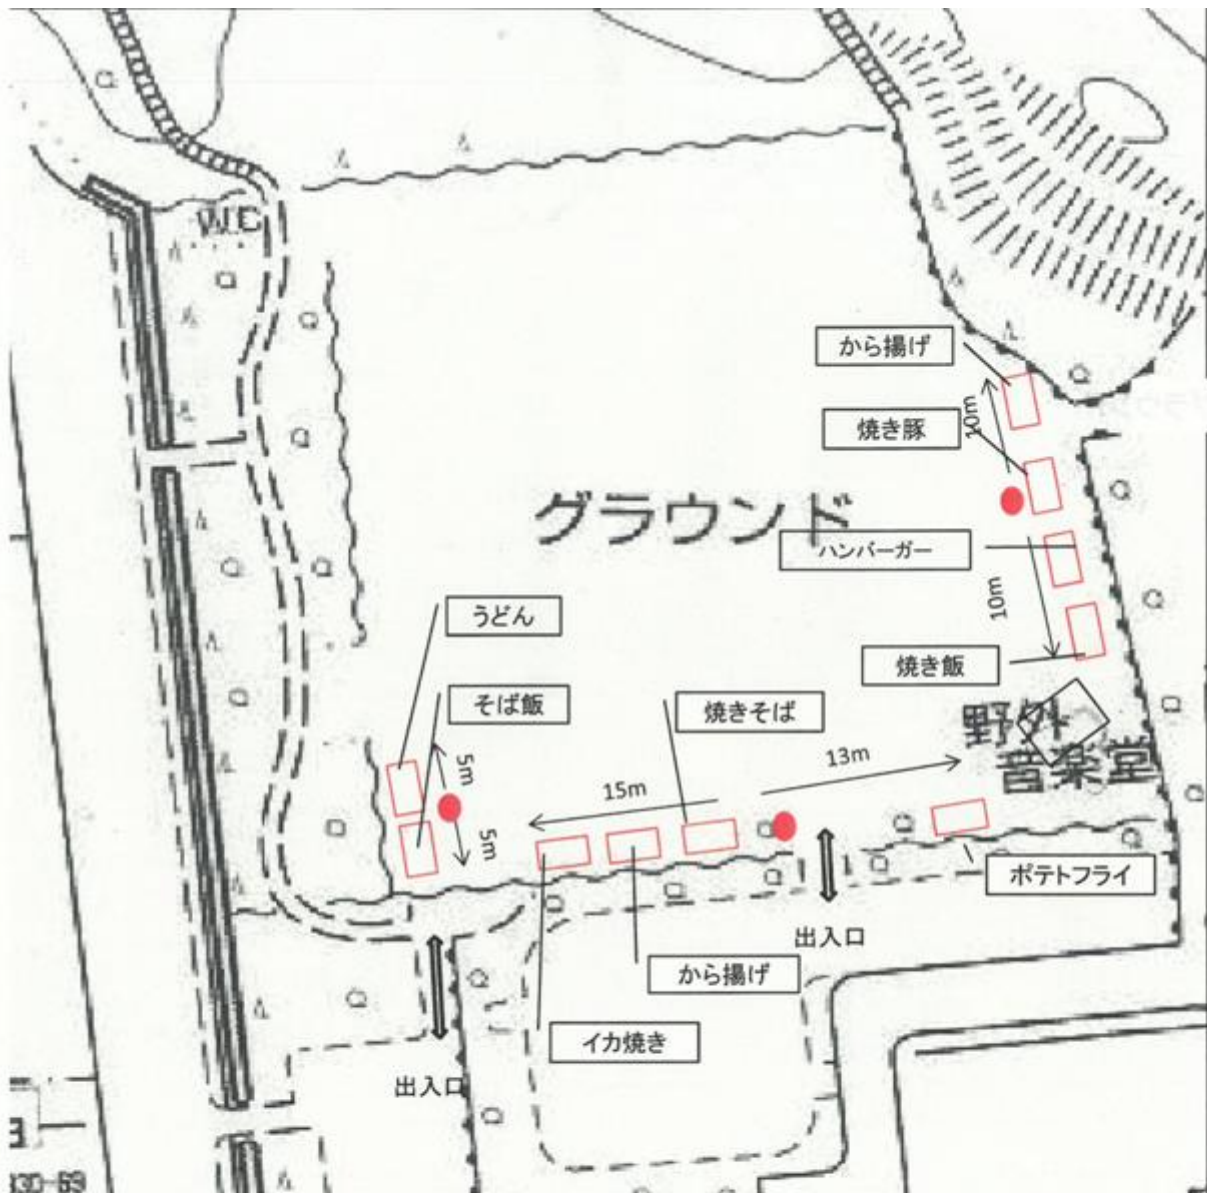 W.C
から揚げ
10m
焼き豚
グラウンド
ハンバーガー
10m
うどん
焼き飯
そば飯
焼きそば
野外
音楽堂
5m
13m
15m
5m
ポテトフライ
出入口
から揚げ
イカ焼き
出入口